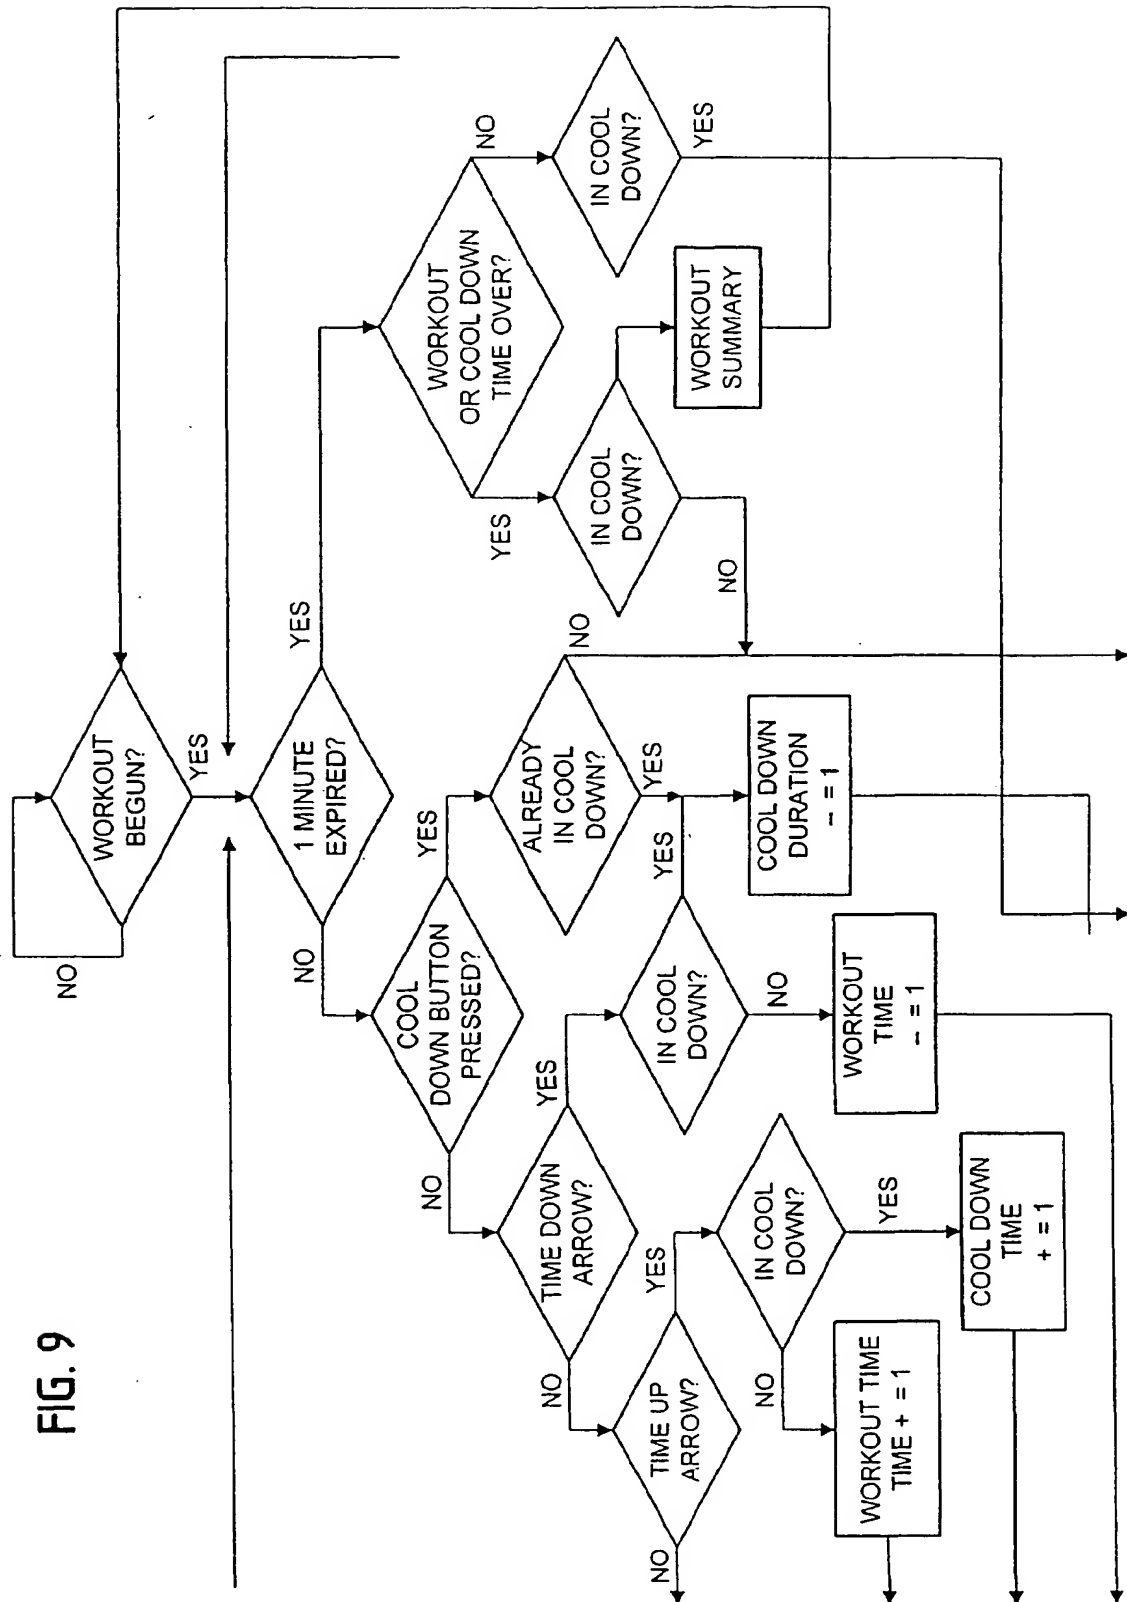 FIG. 9
WORKOUT
BEGUN?
NO
YES
1 MINUTE
EXPIRED?
YES
NO
COOL
DOWN BUTTON
PRESSED?
YES
NO
WORKOUT
OR COOL DOWN
TIME OVER?
NO
YES
ALREADY
IN COOL
DOWN?
NO
YES
IN COOL
DOWN?
NO
IN COOL
DOWN?
YES
TIME DOWN
ARROW?
YES
NO
IN COOL
DOWN?
YES
NO
WORKOUT
SUMMARY
TIME UP
ARROW?
YES
NO
IN COOL
DOWN?
YES
NO
COOL DOWN
DURATION
– = 1
WORKOUT
TIME
– = 1
WORKOUT TIME
TIME + = 1
COOL DOWN
TIME
+ = 1